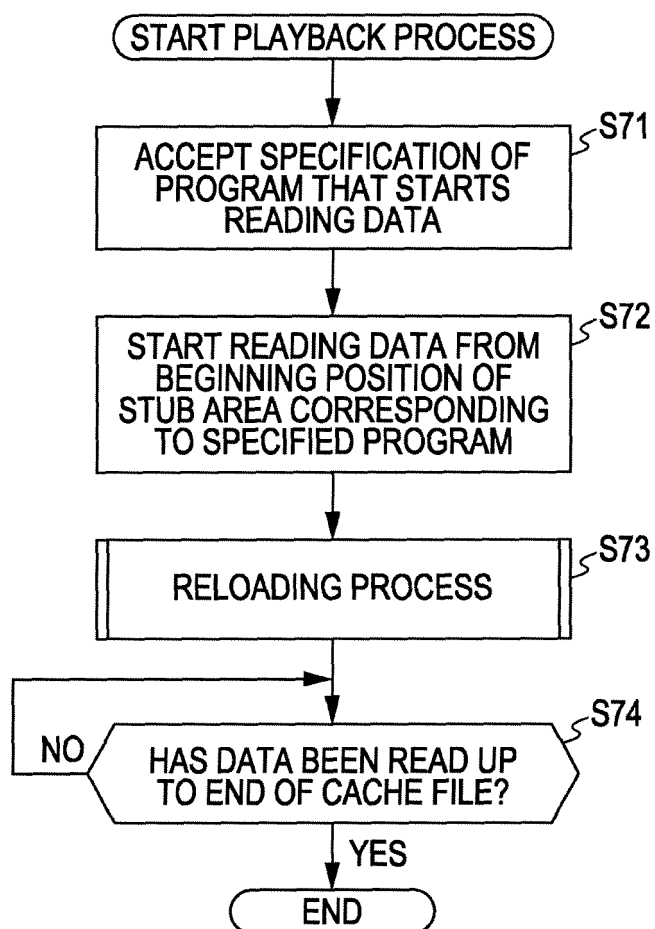 START PLAYBACK PROCESS
S71
ACCEPT SPECIFICATION OF
PROGRAM THAT STARTS
READING DATA
S72
START READING DATA FROM
BEGINNING POSITION OF
STUB AREA CORRESPONDING
TO SPECIFIED PROGRAM
S73
RELOADING PROCESS
S74
NO
HAS DATA BEEN READ UP
TO END OF CACHE FILE?
YES
END